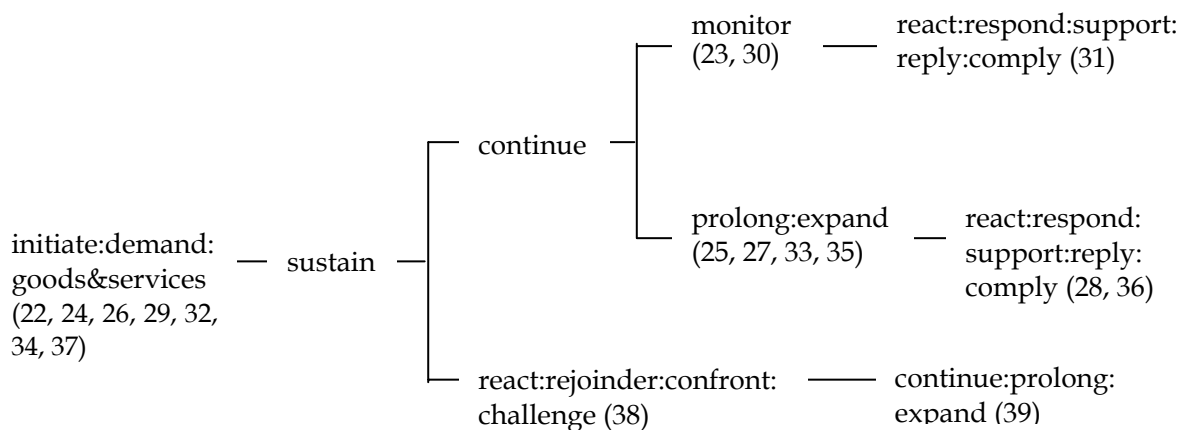 monitor
(23, 30)
react:respond:support:
reply:comply (31)
continue
prolong:expand
(25, 27, 33, 35)
react:respond:
support:reply:
comply (28, 36)
initiate:demand:
goods&services
(22, 24, 26, 29, 32,
34, 37)
sustain
react:rejoinder:confront:
challenge (38)
continue:prolong:
expand (39)